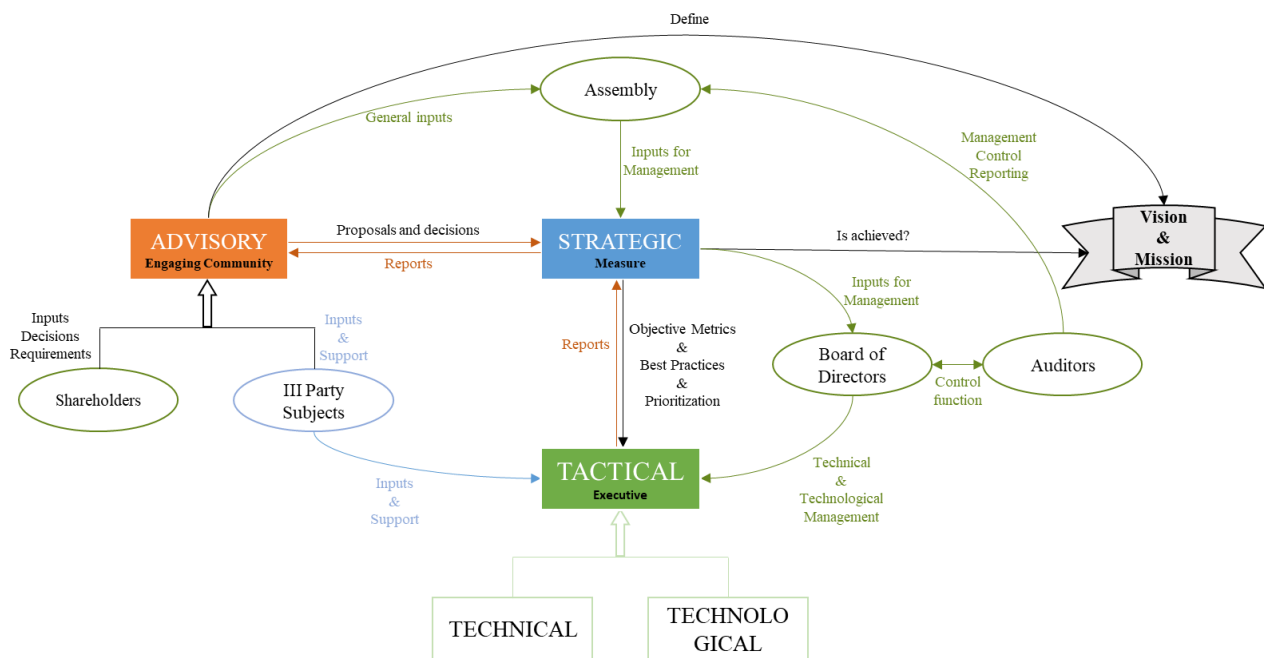 Define
Assembly
General inputs
Management
Control
Reporting
Inputs for
Management
ADVISORY
Engaging Community
Proposals and decisions
Reports
STRATEGIC
Measure
Is achieved?
Vision
&
Mission
Inputs for
Management
Inputs
Decisions
Requirements
Inputs
&
Support
Reports
Objective Metrics
&
Best Practices
&
Prioritization
Board of
Directors
Control
function
Auditors
Shareholders
III Party
Subjects
Inputs
&
Support
TACTICAL
Executive
Technical
&
Technological
Management
TECHNICAL
TECHNOLO
GICAL